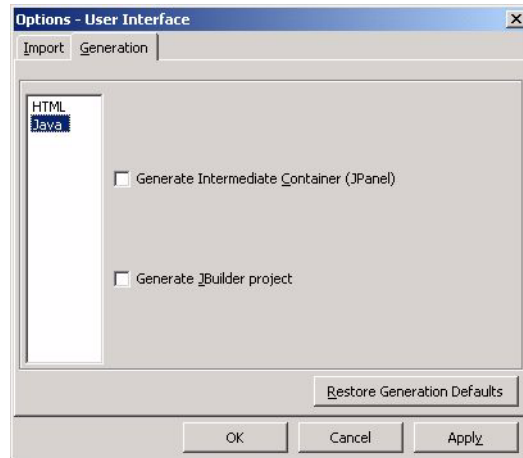 Options - User Interface
Import Generation
HTML
Java
Generate Intermediate Container (JPanel)
Generate JBuilder project
Restore Generation Defaults
OK Cancel Apply